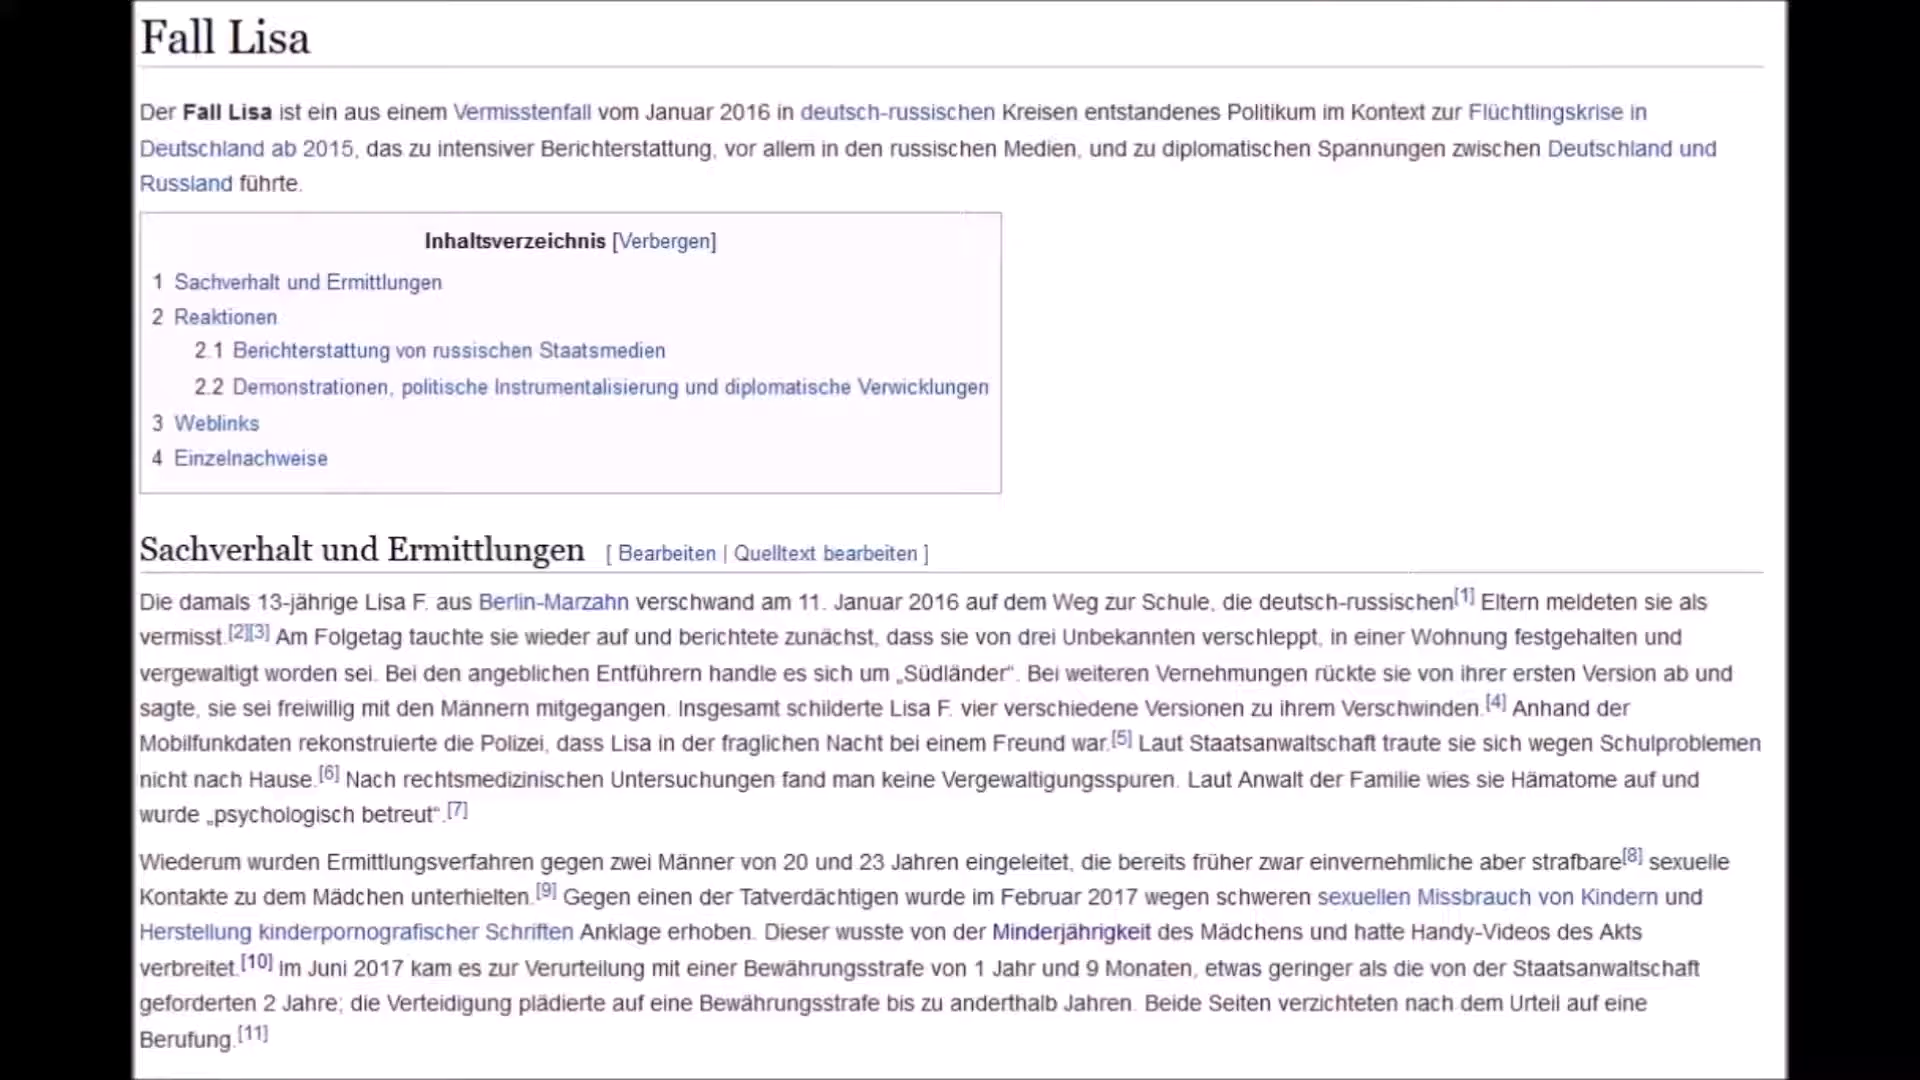 Fall Lisa
Der Fall Lisa ist ein aus einem Vermisstenfall vom Januar 2016 in deutsch-russischen Kreisen entstandenes Politikum im Kontext zur Flüchtlingskrise in
Deutschland ab 2015, das zu intensiver Berichterstattung, vor allem in den russischen Medien, und zu diplomatischen Spannungen zwischen Deutschland und
Russland führte.
Inhaltsverzeichnis [Verbergen]
1 Sachverhalt und Ermittlungen
2 Reaktionen
2.1 Berichterstattung von russischen Staatsmedien
2.2 Demonstrationen, politische Instrumentalisierung und diplomatische Verwicklungen
3 Weblinks
4 Einzelnachweise
Sachverhalt und Ermittlungen [ Bearbeiten | Quelltext bearbeiten ]
Die damals 13-jährige Lisa F. aus Berlin-Marzahn verschwand am 11. Januar 2016 auf dem Weg zur Schule, die deutsch-russischen[1] Eltern meldeten sie als
vermisst.[2][3] Am Folgetag tauchte sie wieder auf und berichtete zunächst, dass sie von drei Unbekannten verschleppt, in einer Wohnung festgehalten und
vergewaltigt worden sei. Bei den angeblichen Entführern handle es sich um „Südländer“. Bei weiteren Vernehmungen rückte sie von ihrer ersten Version ab und
sagte, sie sei freiwillig mit den Männern mitgegangen. Insgesamt schilderte Lisa F. vier verschiedene Versionen zu ihrem Verschwinden.[4] Anhand der
Mobilfunkdaten rekonstruierte die Polizei, dass Lisa in der fraglichen Nacht bei einem Freund war.[5] Laut Staatsanwaltschaft traute sie sich wegen Schulproblemen
nicht nach Hause.[6] Nach rechtsmedizinischen Untersuchungen fand man keine Vergewaltigungsspuren. Laut Anwalt der Familie wies sie Hämatome auf und
wurde „psychologisch betreut“.[7]
Wiederum wurden Ermittlungsverfahren gegen zwei Männer von 20 und 23 Jahren eingeleitet, die bereits früher zwar einvernehmliche aber strafbare[8] sexuelle
Kontakte zu dem Mädchen unterhielten.[9] Gegen einen der Tatverdächtigen wurde im Februar 2017 wegen schweren sexuellen Missbrauch von Kindern und
Herstellung kinderpornografischer Schriften Anklage erhoben. Dieser wusste von der Minderjährigkeit des Mädchens und hatte Handy-Videos des Akts
verbreitet.[10] Im Juni 2017 kam es zur Verurteilung mit einer Bewährungsstrafe von 1 Jahr und 9 Monaten, etwas geringer als die von der Staatsanwaltschaft
geforderten 2 Jahre; die Verteidigung plädierte auf eine Bewährungsstrafe bis zu anderthalb Jahren. Beide Seiten verzichteten nach dem Urteil auf eine
Berufung.[11]